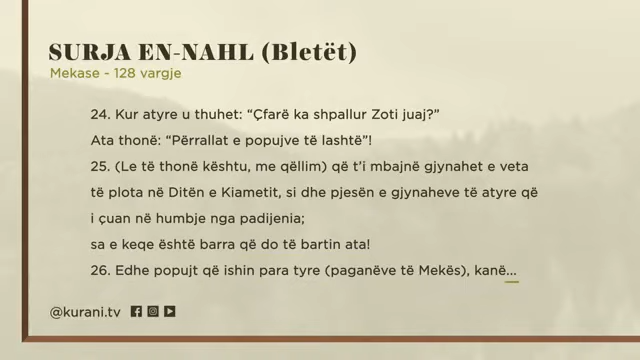 SURJA EN-NAHL (Bletët)
Mekase - 128 vargje
24. Kur atyre u thuhet: “Çfarë ka shpallur Zoti juaj?”
Ata thonë: “Përrallat e popujve të lashtë”!
25. (Le të thonë kështu, me qëllim) që t’i mbajnë gjynahet e veta
të plota në Ditën e Kiametit, si dhe pjesën e gjynaheve të atyre që
i çuan në humbje nga padijenia;
sa e keqe është barra që do të bartin ata!
26. Edhe popujt që ishin para tyre (paganëve të Mekës), kanë...
@kurani.tv